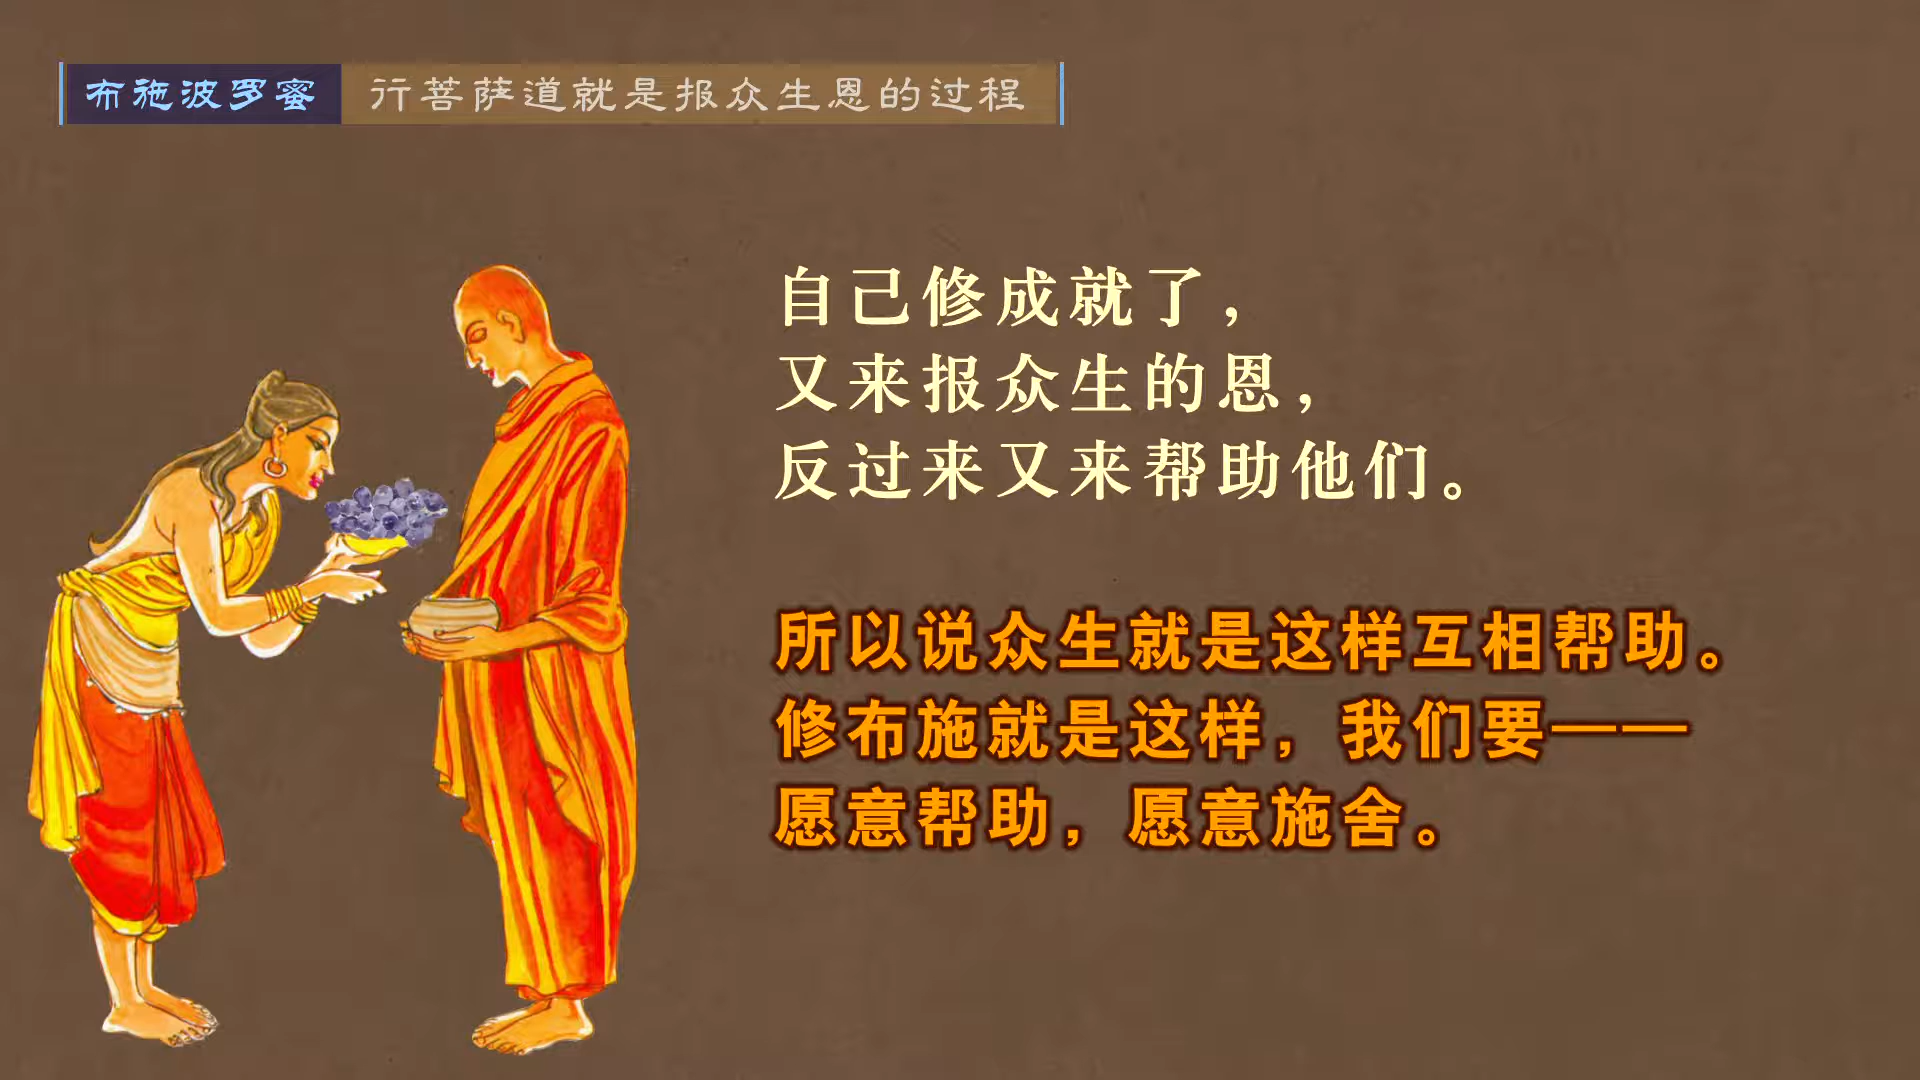 布施波罗蜜 行菩萨道就是报众生恩的过程
自己修成就了，
又来报众生的恩，
反过来又来帮助他们。
所以说众生就是这样互相帮助。
修布施就是这样，我们要——
愿意帮助，愿意施舍。